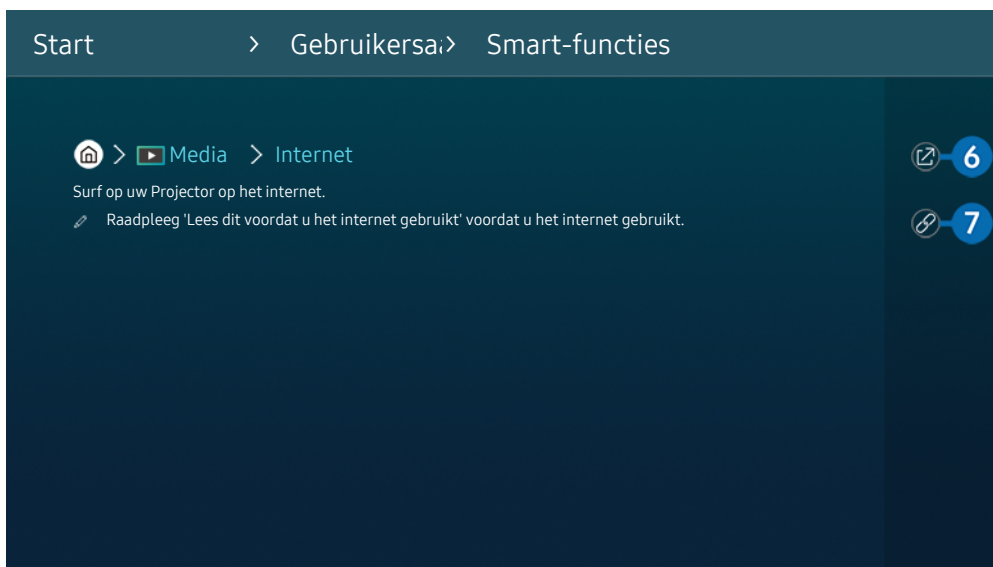 Start > Gebruikersa > Smart-functies
> Media > Internet 6
Surf op uw Projector op het internet.
Raadpleeg 'Lees dit voordat u het internet gebruikt' voordat u het internet gebruikt. 7